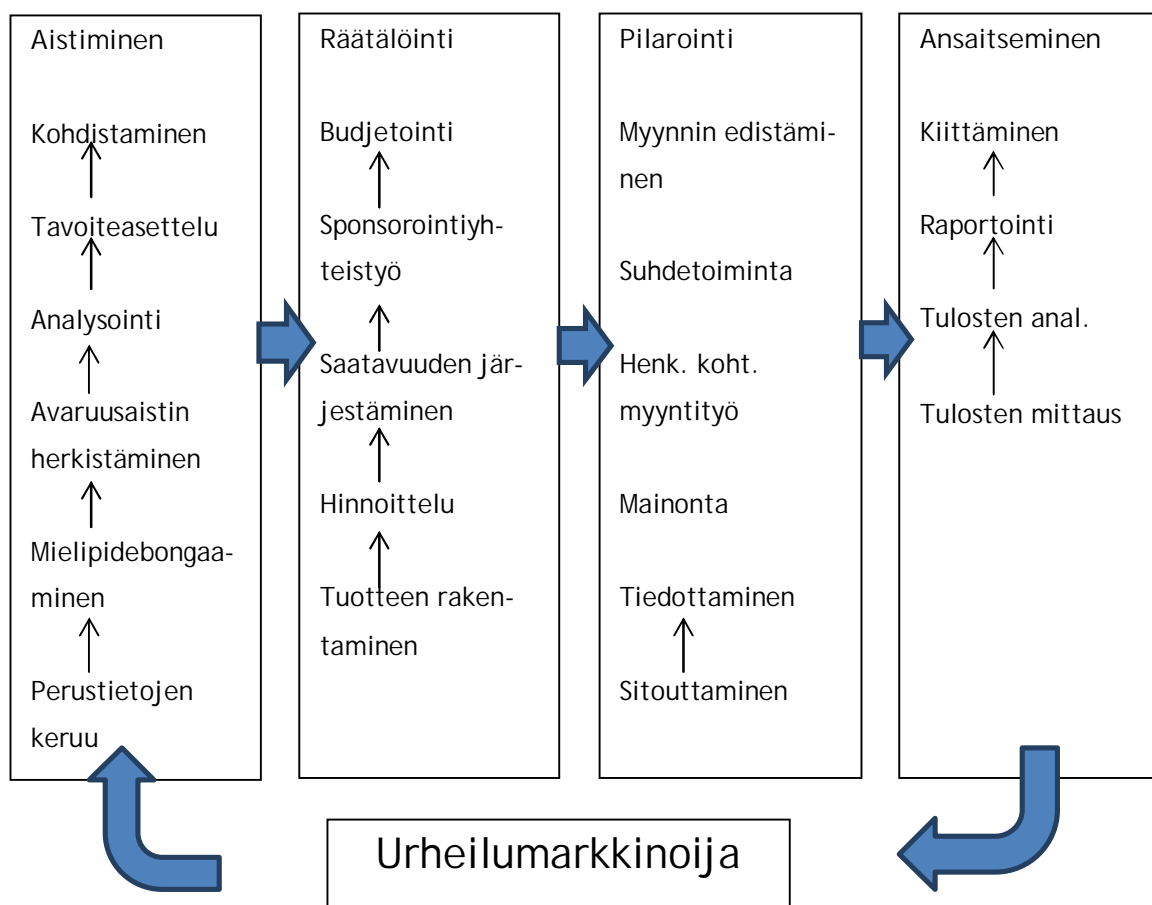 Aistiminen
Kohdistaminen
Tavoiteasettelu
Analysointi
Avaruusaistin
herkistäminen
Mielipidebongaa-
minen
Perustietojen
keruu
Räätälöinti
Budjetointi
Sponsorointiyh-
teistyö
Saatavuuden jär-
jestäminen
Hinnoittelu
Tuotteen raken-
taminen
Pilarointi
Myynnin edistämi-
nen
Suhdetoiminta
Henk. koht.
myyntityö
Mainonta
Tiedottaminen
Sitouttaminen
Ansaitseminen
Kiittäminen
Raportointi
Tulosten anal.
Tulosten mittaus
Urheilumarkkinoija